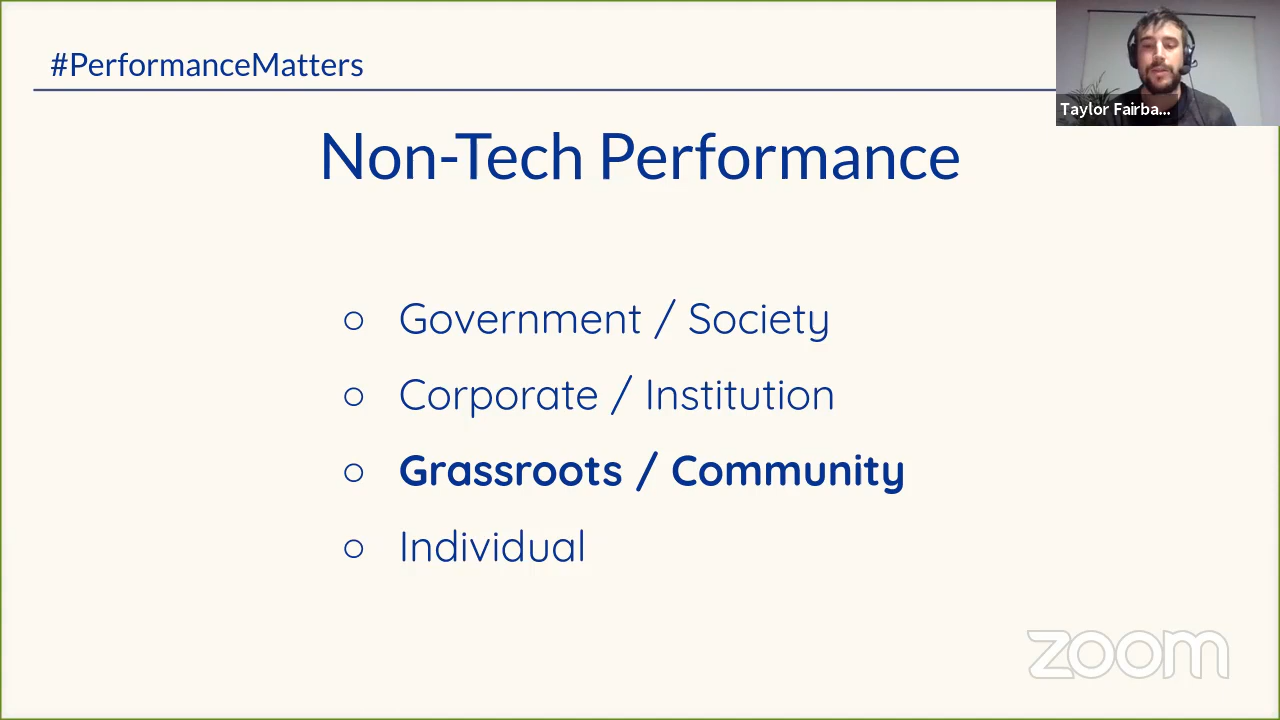 #PerformanceMatters
Taylor Fairba...
Non-Tech Performance
Government / Society
Corporate / Institution
Grassroots / Community
Individual
zoom